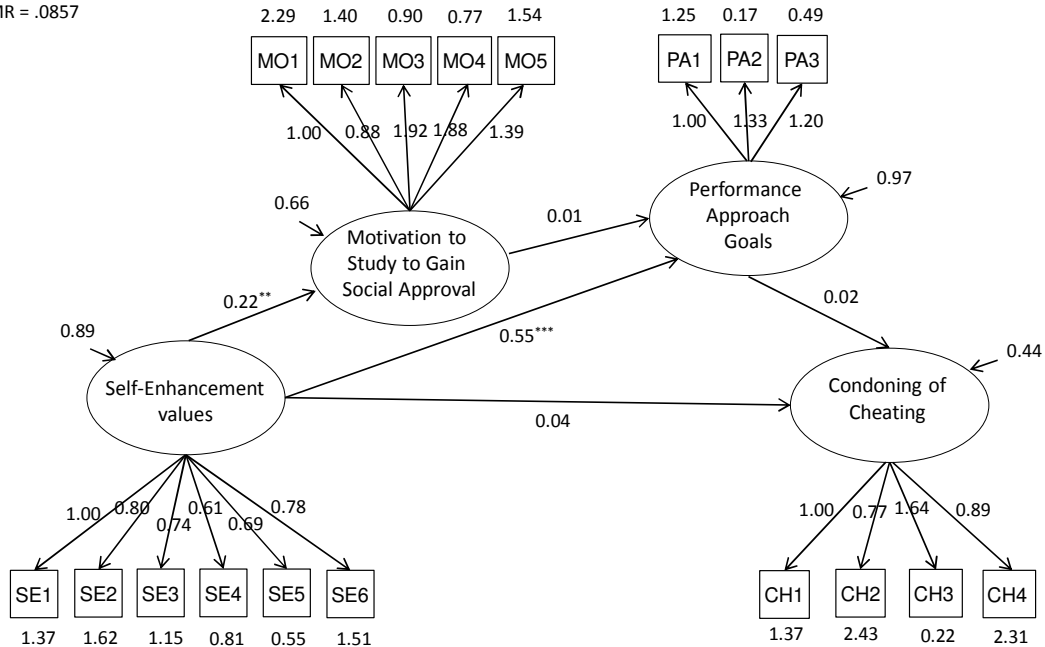 MR = .0857
2.29 1.40 0.90 0.77 1.54
1.25 0.17 0.49
MO1 MO2 MO3 MO4 MO5
PA1 PA2 PA3
1.00 0.88 1.92 1.88 1.39
1.00 1.33 1.20
0.66
0.97
Motivation to
Study to Gain
Social Approval
0.01
Performance
Approach
Goals
0.22**
0.55***
0.02
0.89
0.44
Self-Enhancement
values
0.04
Condoning of
Cheating
1.00 0.80 0.74 0.61 0.69 0.78
1.00 0.77 1.64 0.89
SE1 SE2 SE3 SE4 SE5 SE6
CH1 CH2 CH3 CH4
1.37 1.62 1.15 0.81 0.55 1.51
1.37 2.43 0.22 2.31